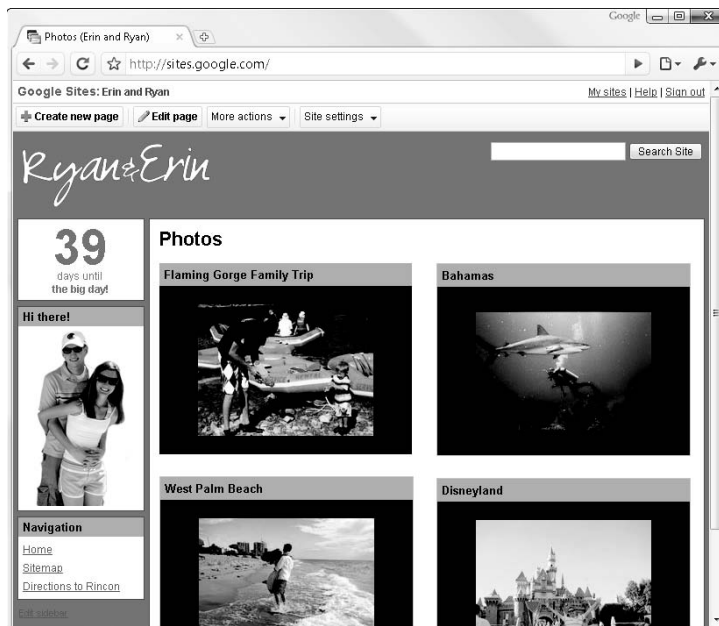 Google
Photos (Erin and Ryan)
http://sites.google.com/
Google Sites: Erin and Ryan
My sites | Help | Sign out
Create new page
Edit page
More actions
Site settings
Ryan&Erin
Search Site
39
days until
the big day!
Photos
Flaming Gorge Family Trip
Bahamas
Hi there!
West Palm Beach
Disneyland
Navigation
Home
Sitemap
Directions to Rincon
Edit sidebar